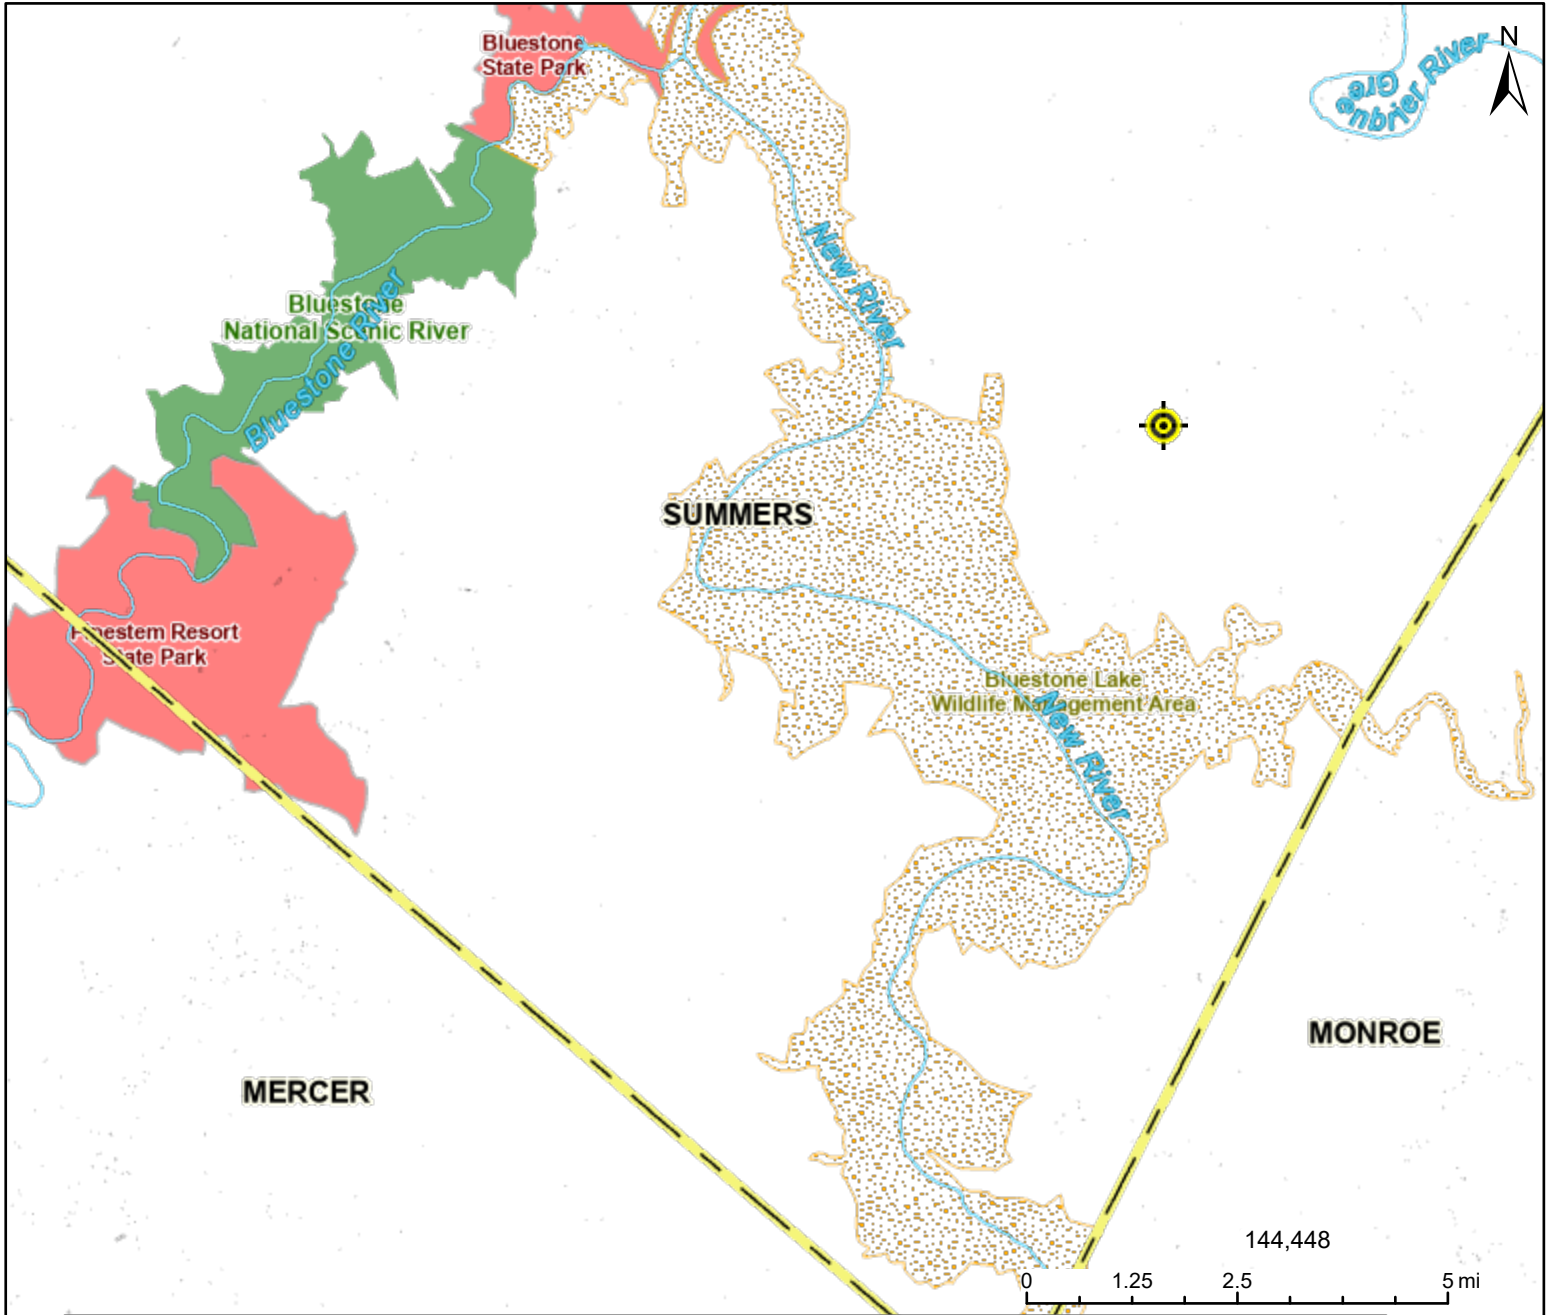 Bluestone
State Park
N
Greenbrier River
New River
Bluestone
National Scenic River
Bluestone River
SUMMERS
Pipestem Resort
State Park
Bluestone Lake
Wildlife Management Area
New River
MONROE
MERCER
144,448
0 1.25 2.5 5 mi